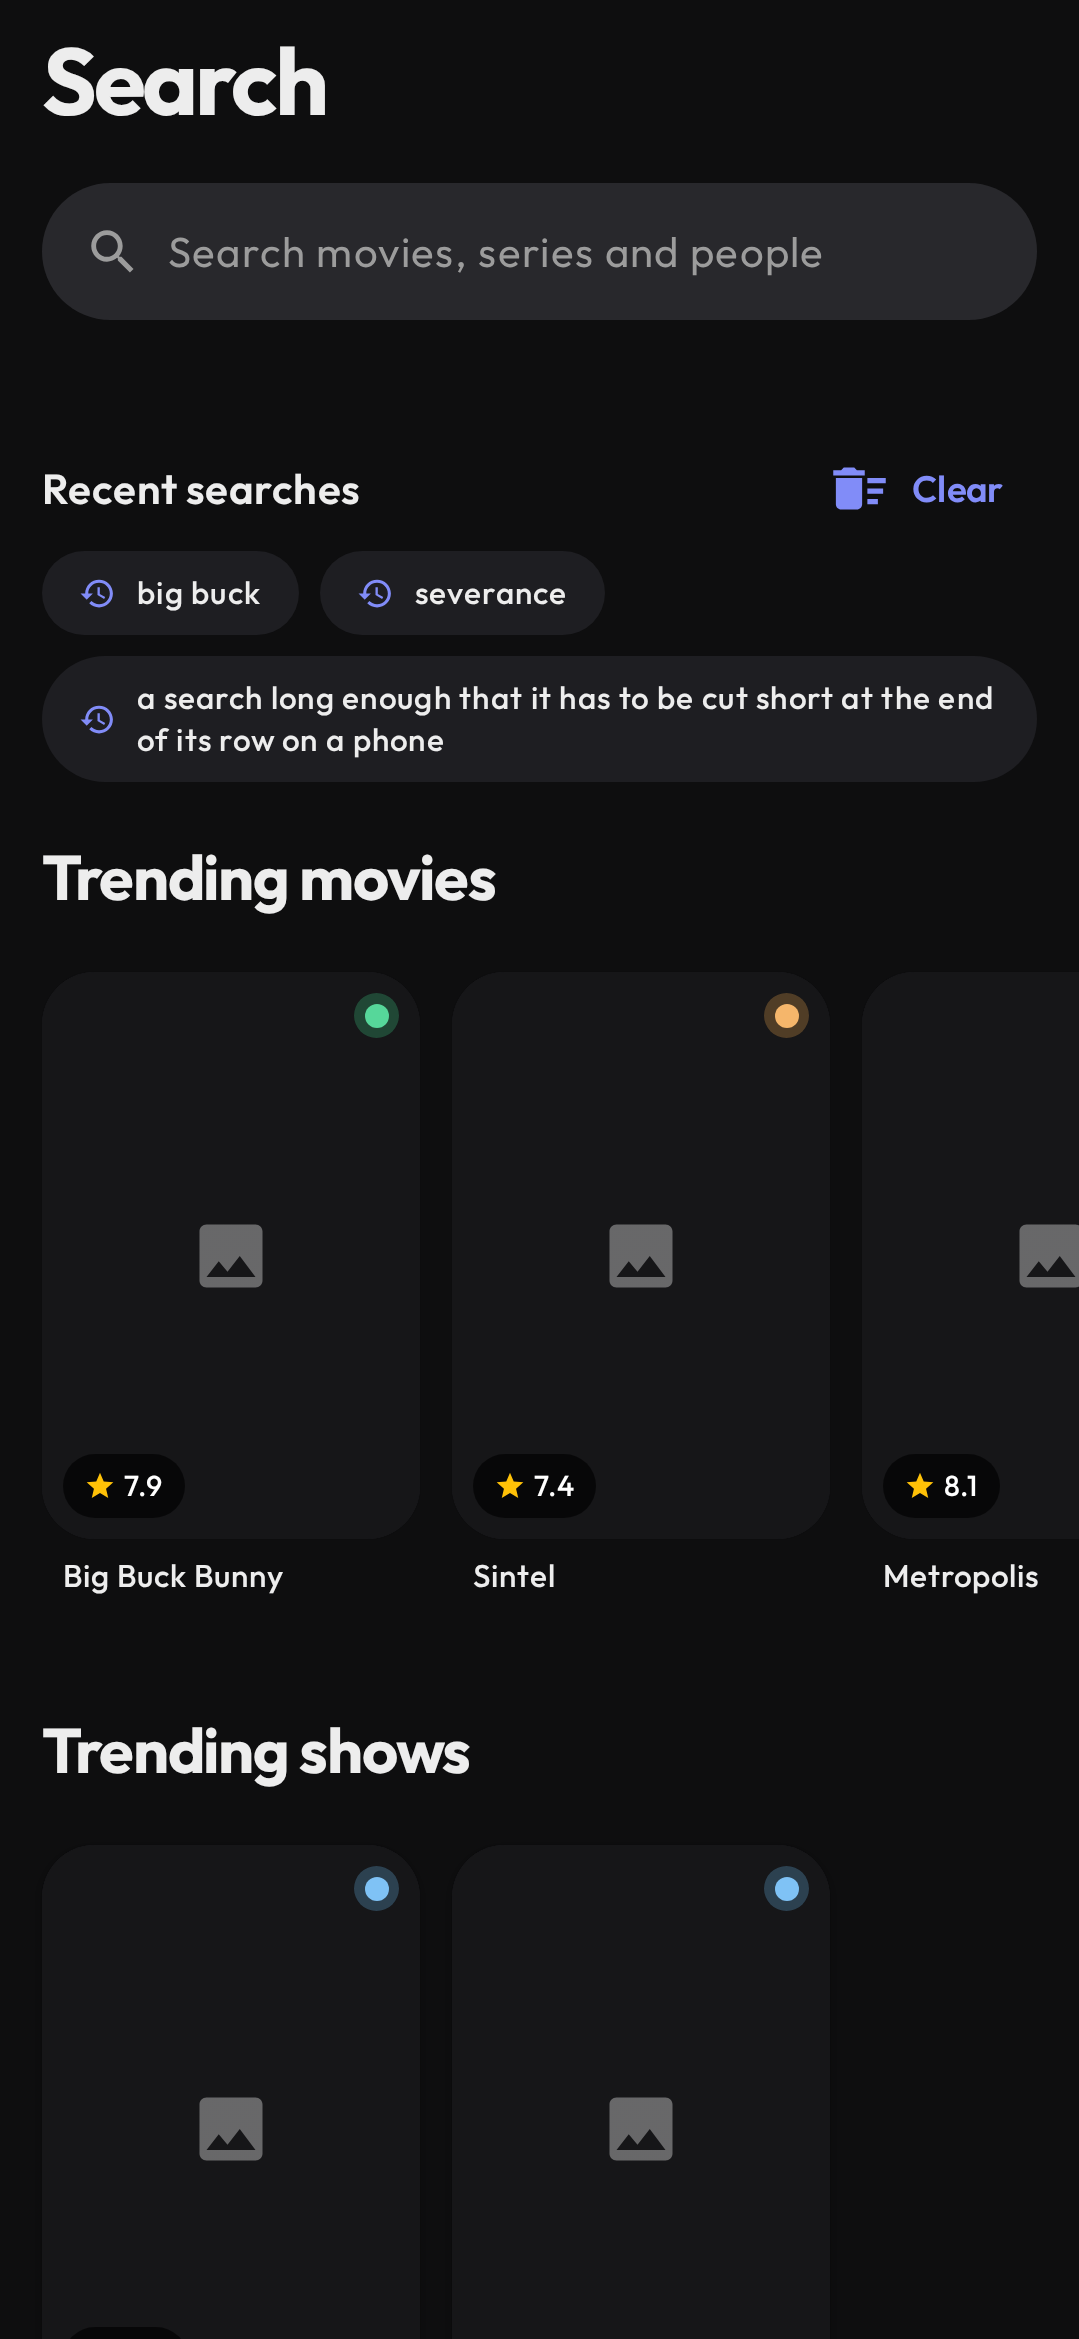 Search
Search movies, series and people
Recent searches
Clear
big buck
severance
a search long enough that it has to be cut short at the end
of its row on a phone
Trending movies
7.9
7.4
8.1
Big Buck Bunny
Sintel
Metropolis
Trending shows